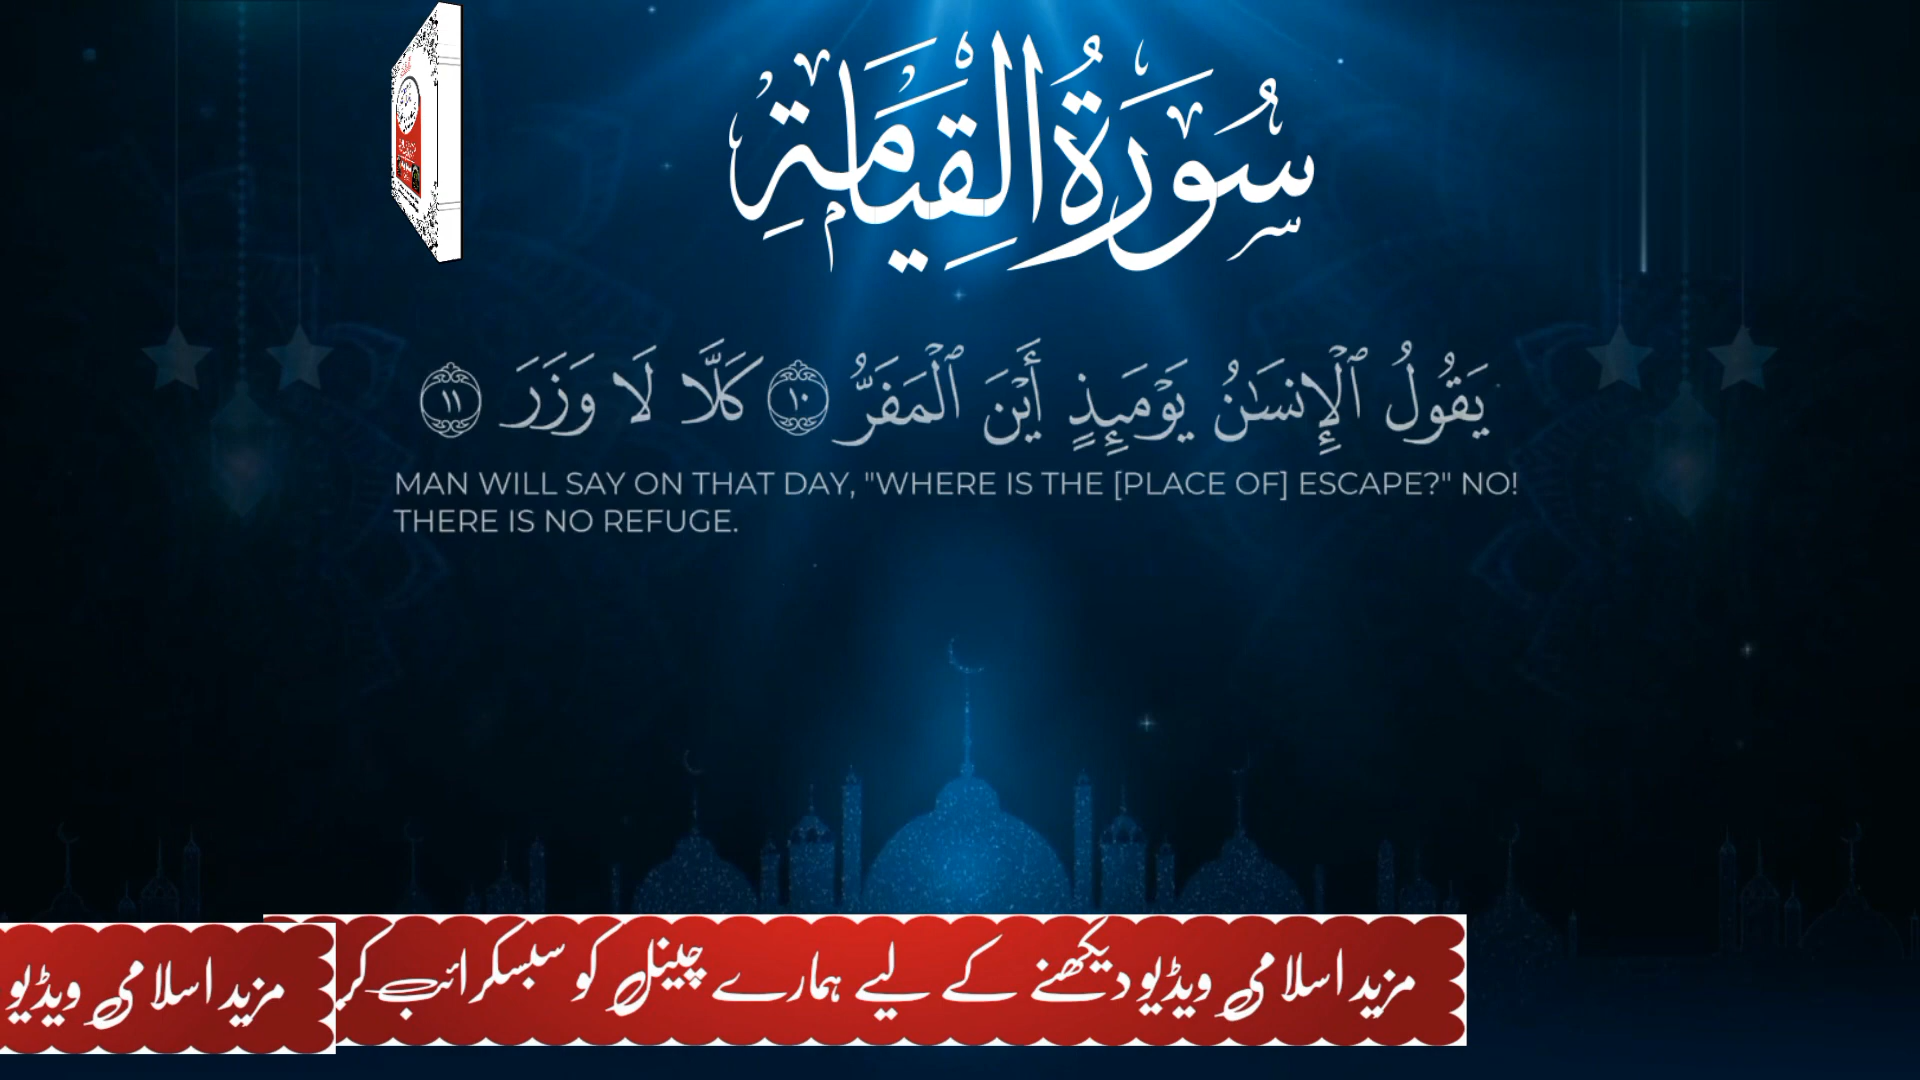 سُورَةُ القِيَامَةِ
يَقُولُ ٱلْإِنسَـٰنُ يَوْمَئِذٍ أَيْنَ ٱلْمَفَرُّ ١٠ كَلَّا لَا وَزَرَ ١١
MAN WILL SAY ON THAT DAY, "WHERE IS THE [PLACE OF] ESCAPE?" NO!
THERE IS NO REFUGE.
مزید اسلامی ویڈیو دیکھنے کے لیے ہمارے چینل کو سبسکرائب کر
مزید اسلامی ویڈیو